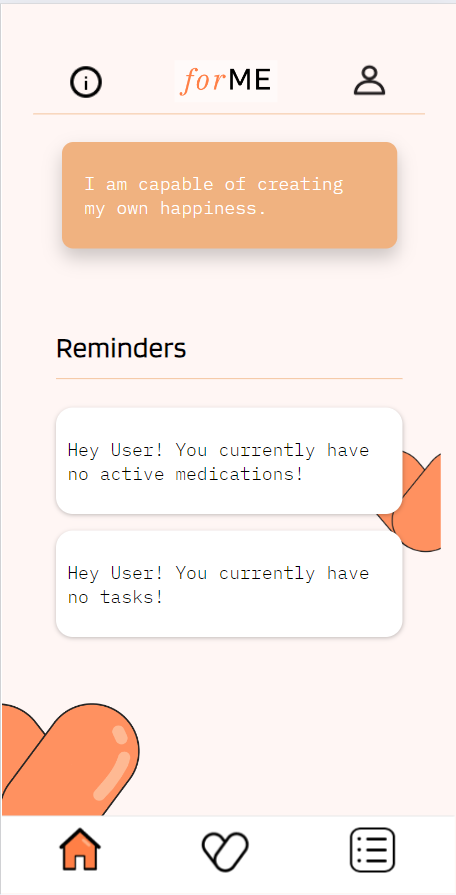 forME
I am capable of creating
my own happiness.
Reminders
Hey User! You currently have
no active medications!
Hey User! You currently have
no tasks!